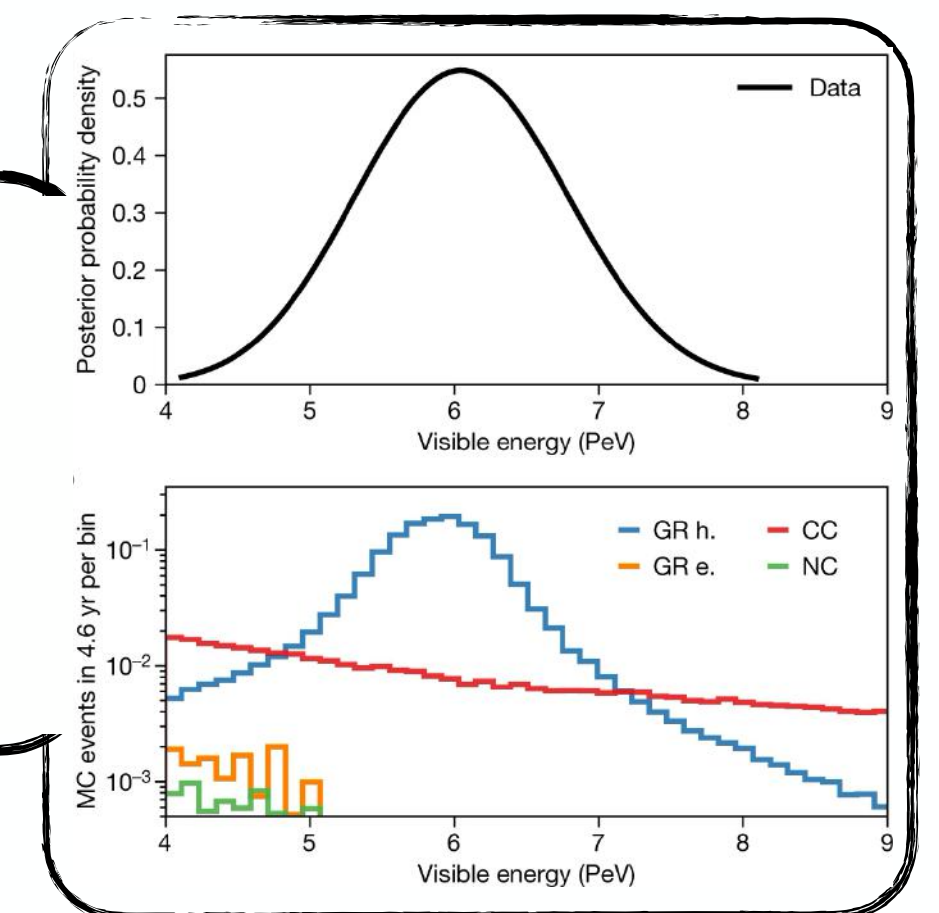 Posterior probability density
0.5
0.4
0.3
0.2
0.1
0
Data
4 5 6 7 8 9
Visible energy (PeV)
MC events in 4.6 yr per bin
10⁻¹
10⁻²
10⁻³
GR h. CC
GR e. NC
4 5 6 7 8 9
Visible energy (PeV)